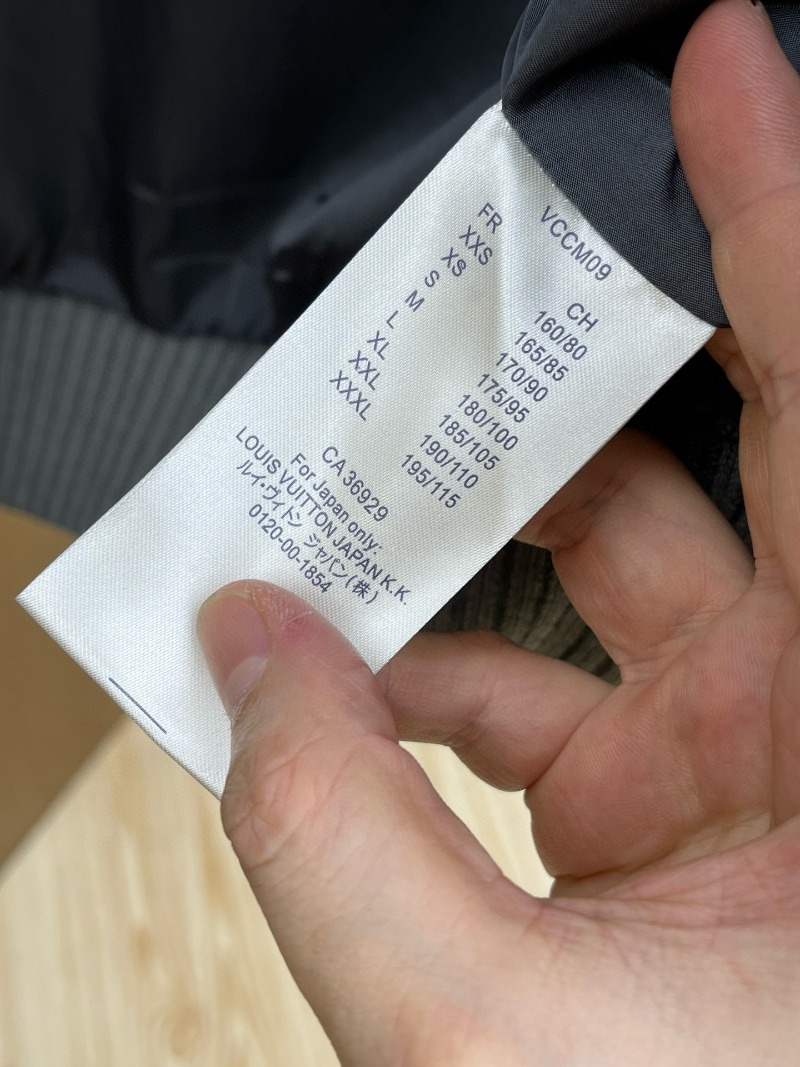 VCCM09
FR CH
XXS 160/80
XS 165/85
S 170/90
M 175/95
L 180/100
XL 185/105
XXL 190/110
XXXL 195/115
CA 36929
For Japan only:
LOUIS VUITTON JAPAN K.K.
ルイ・ヴィトン ジャパン(株)
0120-00-1854